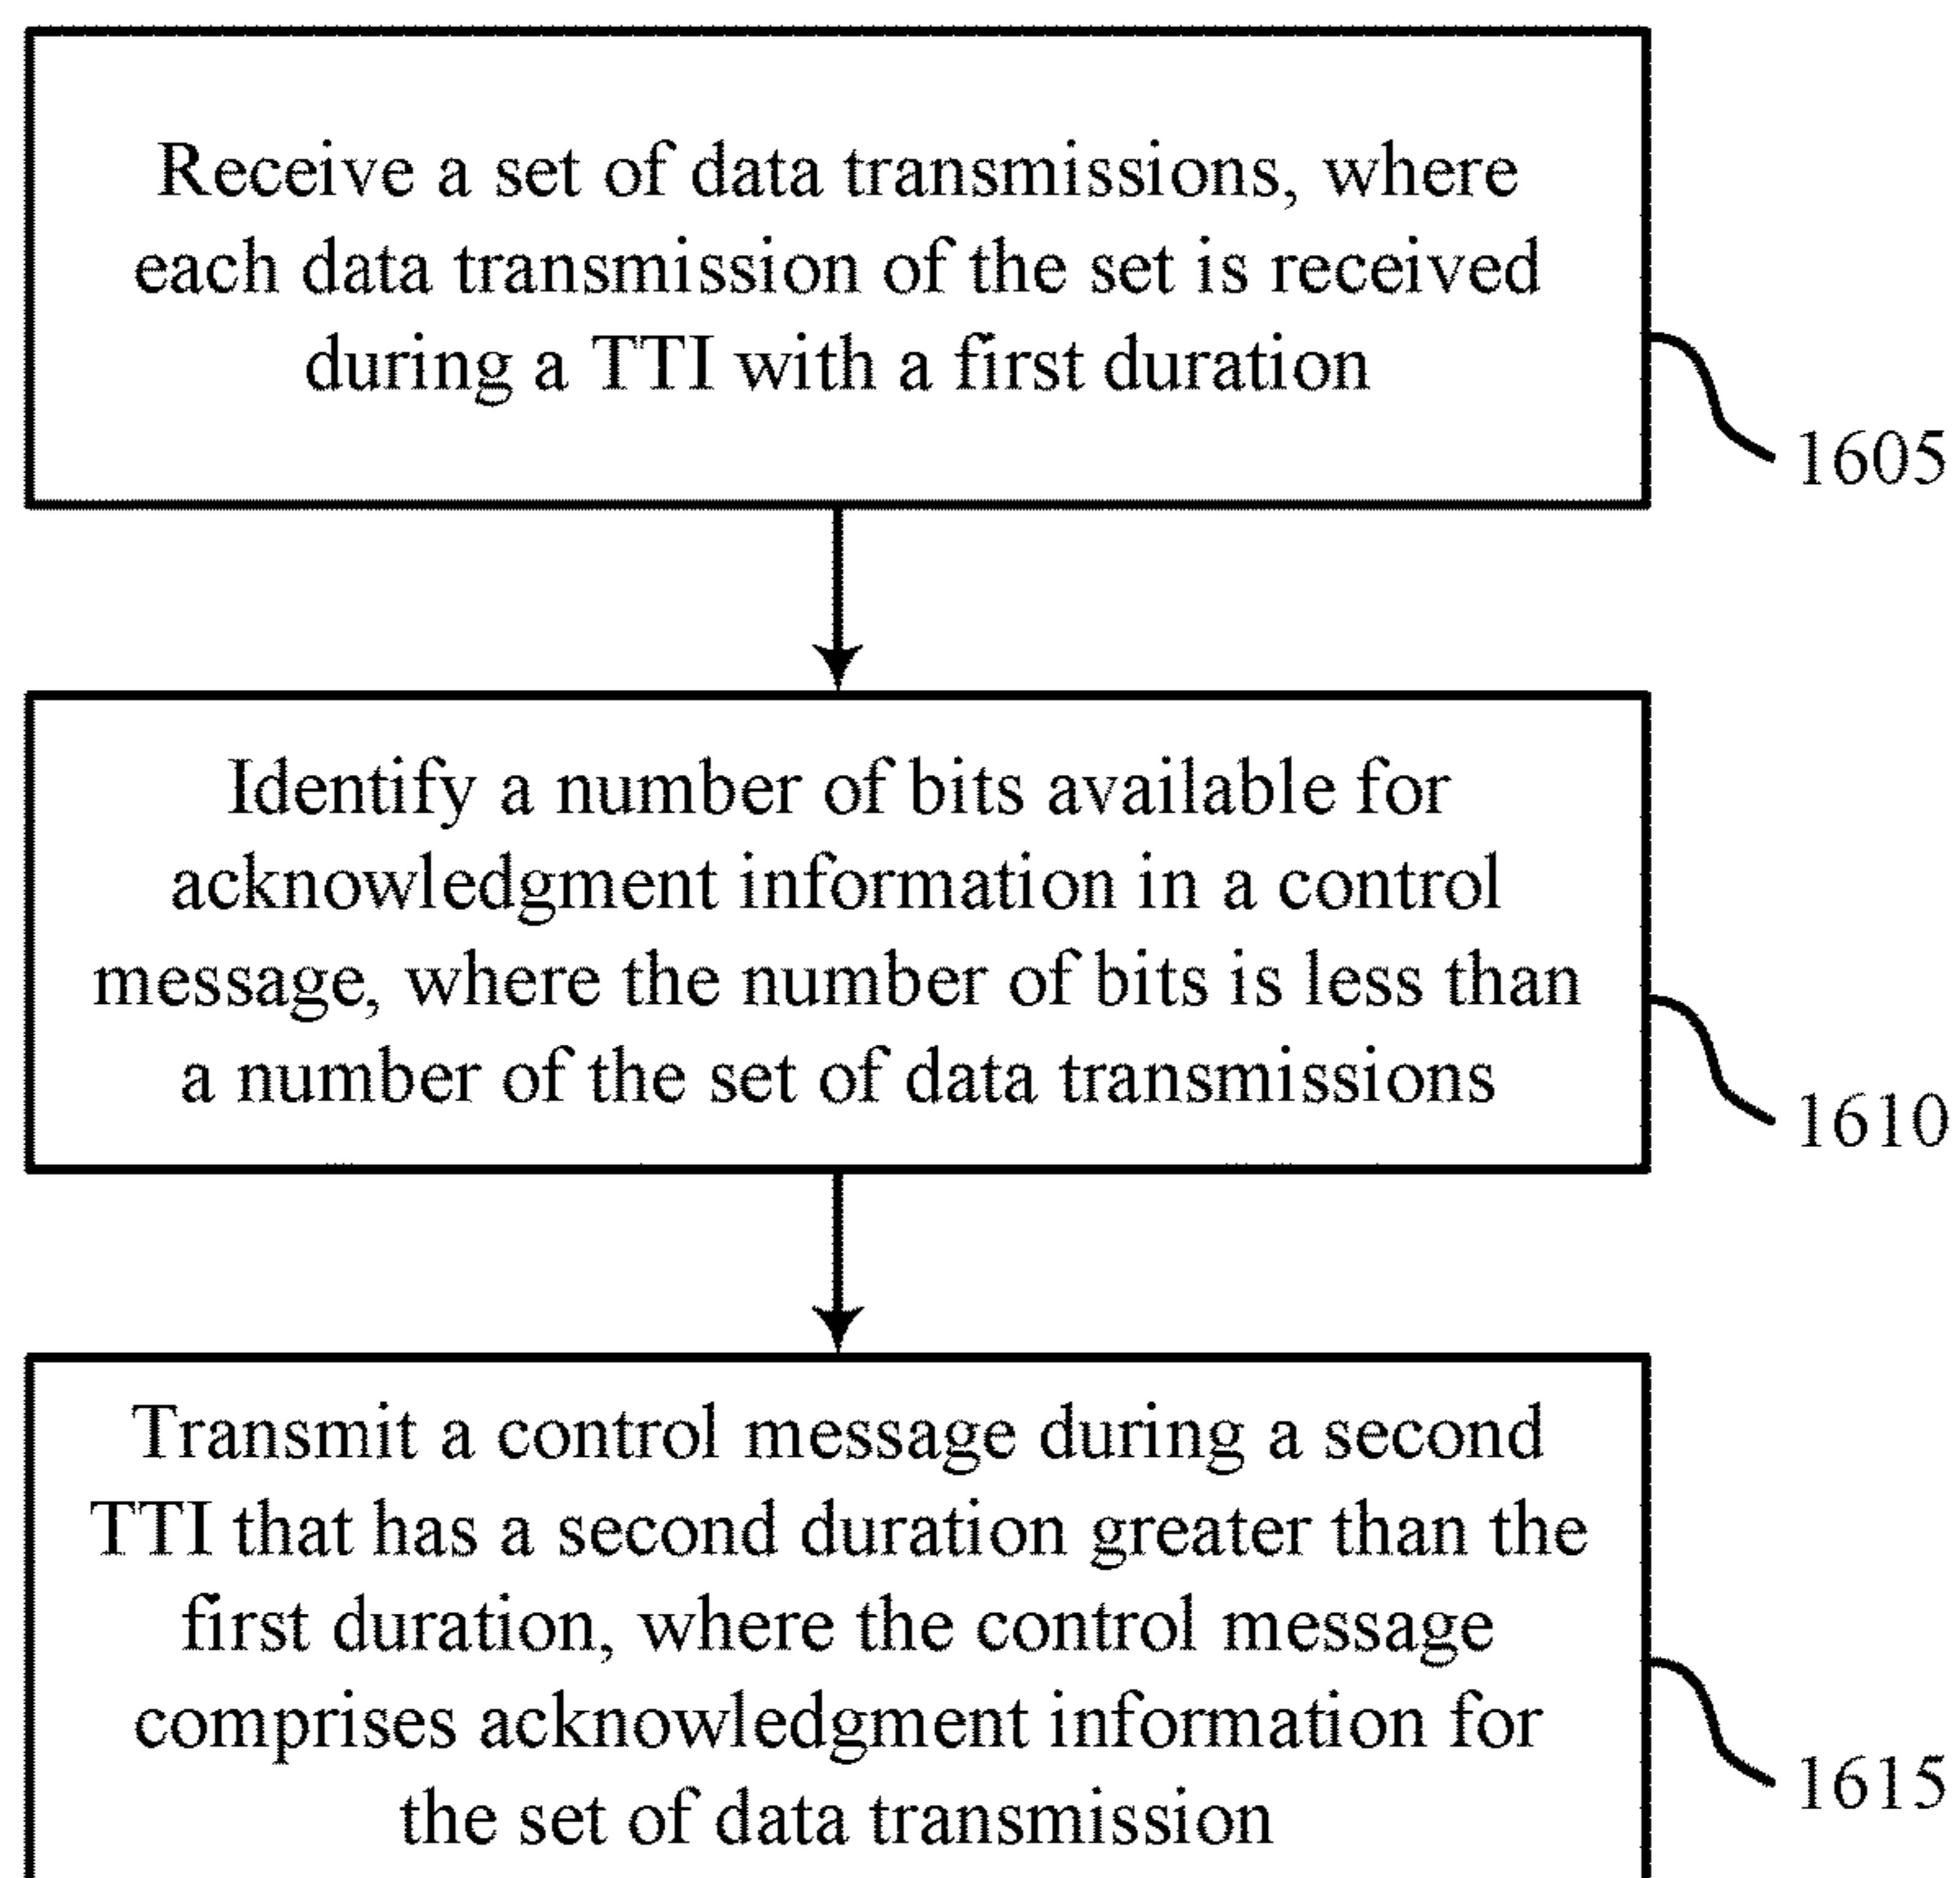 Receive a set of data transmissions, where
each data transmission of the set is received
during a TTI with a first duration
1605
Identify a number of bits available for
acknowledgment information in a control
message, where the number of bits is less than
a number of the set of data transmissions
1610
Transmit a control message during a second
TTI that has a second duration greater than the
first duration, where the control message
comprises acknowledgment information for
the set of data transmission
1615